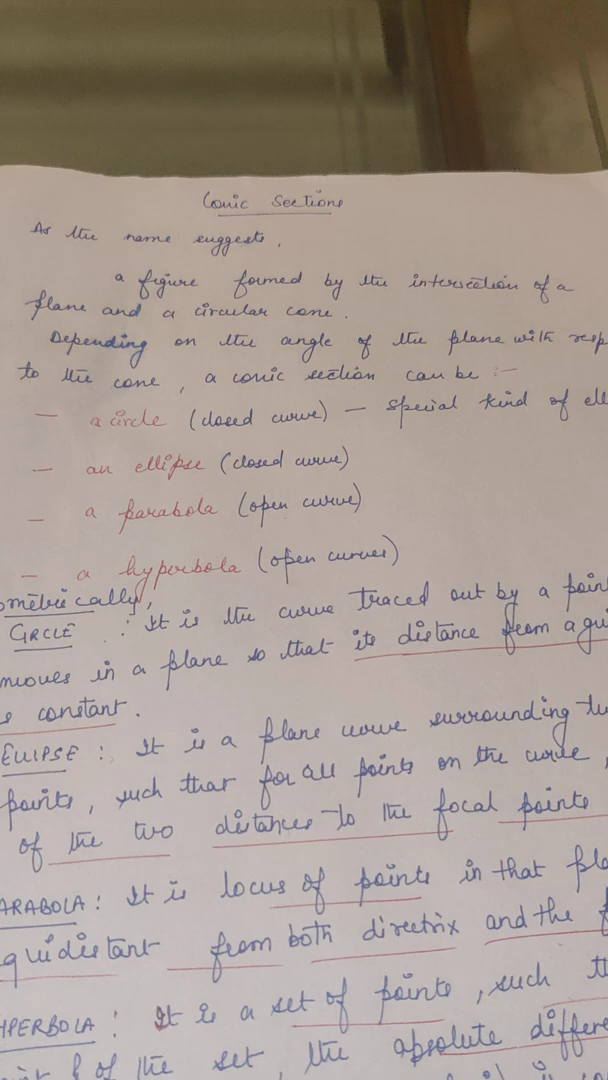 Conic Sections
As the name suggests,
a figure formed by the intersection of a
plane and a circular cone.
Depending on the angle of the plane with resp
to the cone, a conic section can be :-
— a circle (closed curve) — special kind of ell
— an ellipse (closed curve)
— a parabola (open curve)
— a hyperbola (open curves)
ometrically,
CIRCLE : It is the curve traced out by a poin
moves in a plane so that its distance from a gi
s constant.
ELLIPSE : It is a plane curve surrounding tw
points, such that for all points on the curve,
of the two distances to the focal points
ARABOLA : It is locus of points in that pla
quidistant from both directrix and the f
PERBOLA : It is a set of points, such th
of the set, the absolute differe